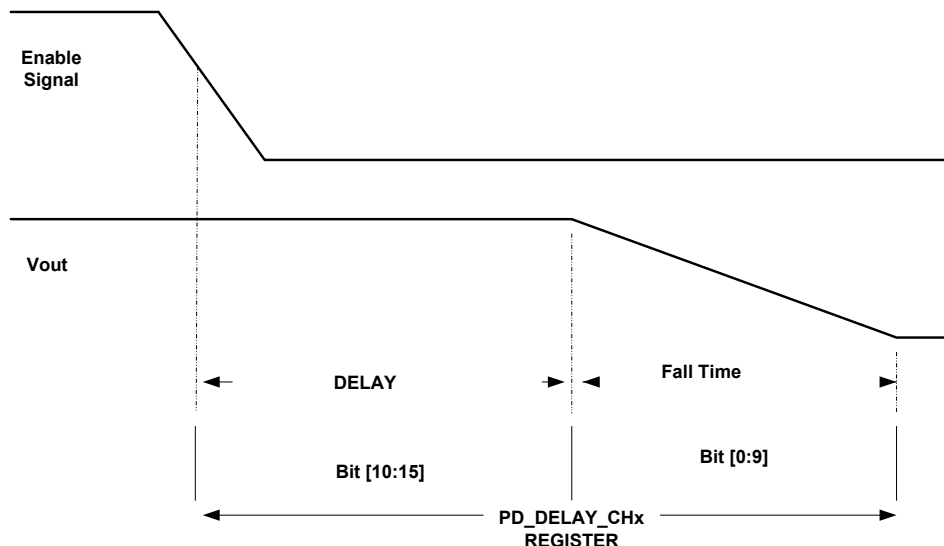 Enable
Signal
Vout
DELAY
Fall Time
Bit [10:15]
Bit [0:9]
PD_DELAY_CHx
REGISTER